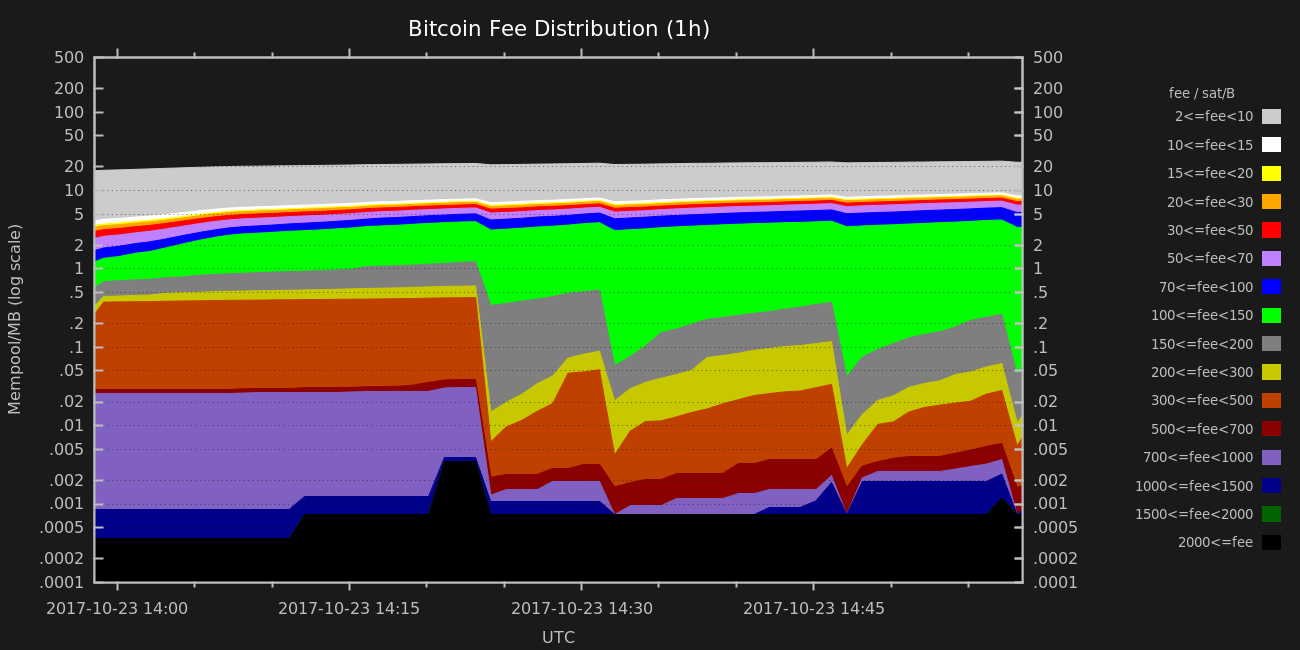 Bitcoin Fee Distribution (1h)
500
200
100
50
20
10
5
2
1
.5
.2
.1
.05
.02
.01
.005
.002
.001
.0005
.0002
.0001
Mempool/MB (log scale)
500
200
100
50
20
10
5
2
1
.5
.2
.1
.05
.02
.01
.005
.002
.001
.0005
.0002
.0001
2017-10-23 14:00
2017-10-23 14:15
2017-10-23 14:30
2017-10-23 14:45
UTC
fee / sat/B
2<=fee<10
10<=fee<15
15<=fee<20
20<=fee<30
30<=fee<50
50<=fee<70
70<=fee<100
100<=fee<150
150<=fee<200
200<=fee<300
300<=fee<500
500<=fee<700
700<=fee<1000
1000<=fee<1500
1500<=fee<2000
2000<=fee